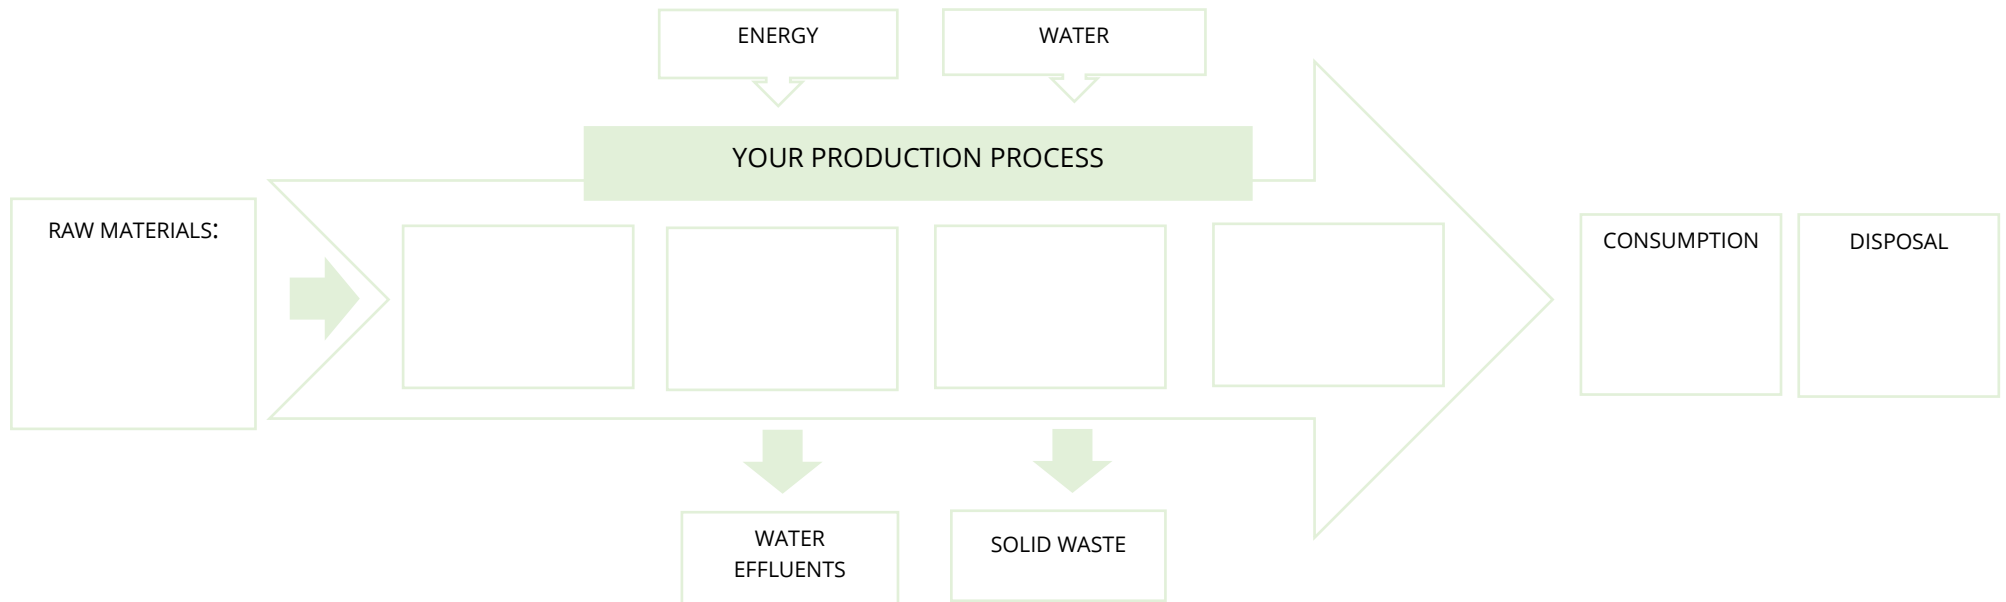 ENERGY
WATER
YOUR PRODUCTION PROCESS
RAW MATERIALS:
CONSUMPTION
DISPOSAL
WATER
EFFLUENTS
SOLID WASTE